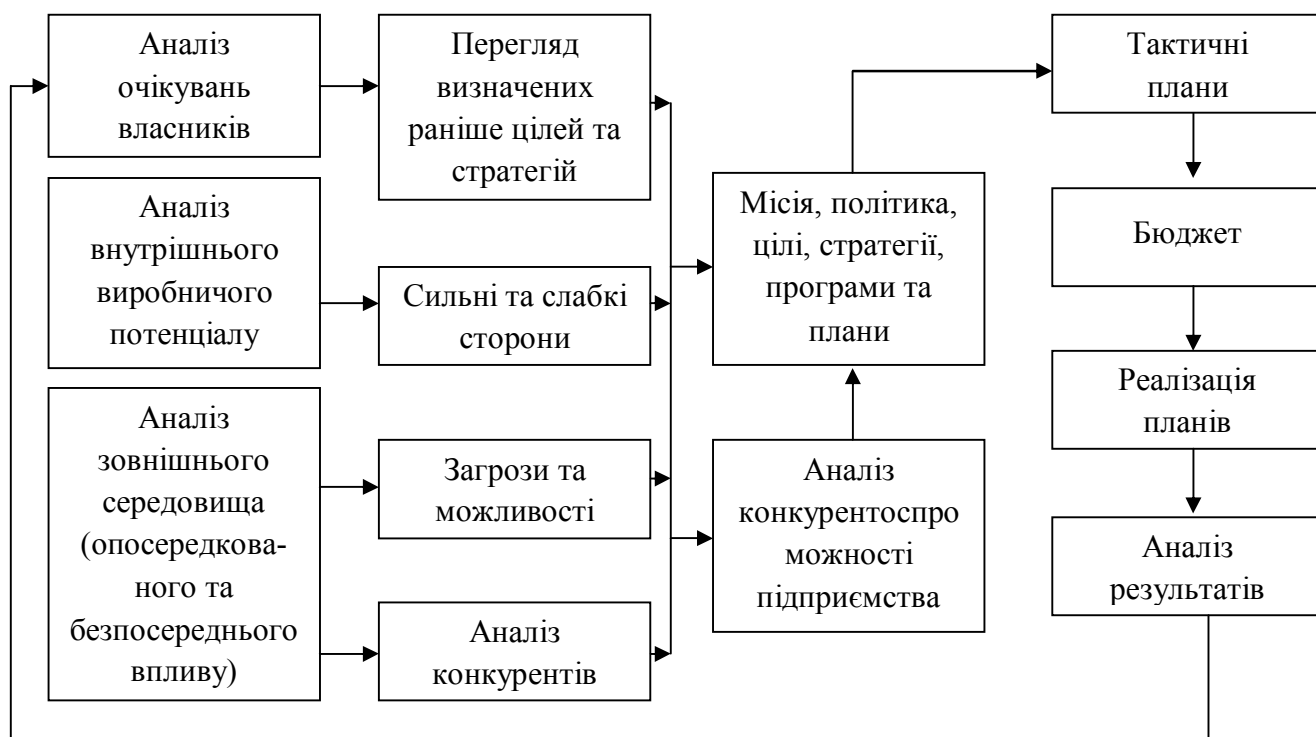 Аналіз
очікувань
власників
Аналіз
внутрішнього
виробничого
потенціалу
Аналіз
зовнішнього
середовища
(опосередкова-
ного та
безпосереднього
впливу)
Перегляд
визначених
раніше цілей та
стратегій
Сильні та слабкі
сторони
Загрози та
можливості
Аналіз
конкурентів
Місія, політика,
цілі, стратегії,
програми та
плани
Аналіз
конкурентоспро
можності
підприємства
Тактичні
плани
Бюджет
Реалізація
планів
Аналіз
результатів